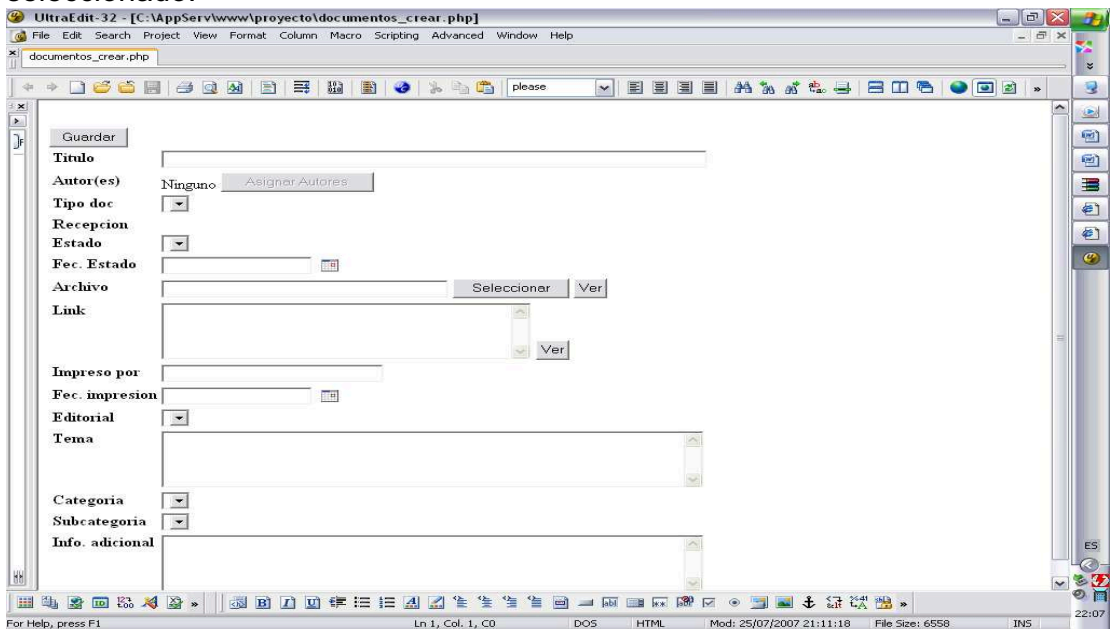 UltraEdit-32 - [C:\AppServ\www\proyecto\documentos_crear.php]
File Edit Search Project View Format Column Macro Scripting Advanced Window Help
documentos_crear.php
please
Guardar
Titulo
Autor(es) Ninguno Asignar Autores
Tipo doc
Recepcion
Estado
Fec. Estado
Archivo Seleccionar Ver
Link
Ver
Impreso por
Fec. impresion
Editorial
Tema
Categoria
Subcategoria
Info. adicional
ES
22:07
For Help, press F1 Ln 1, Col. 1, C0 DOS HTML Mod: 25/07/2007 21:11:18 File Size: 6558 INS